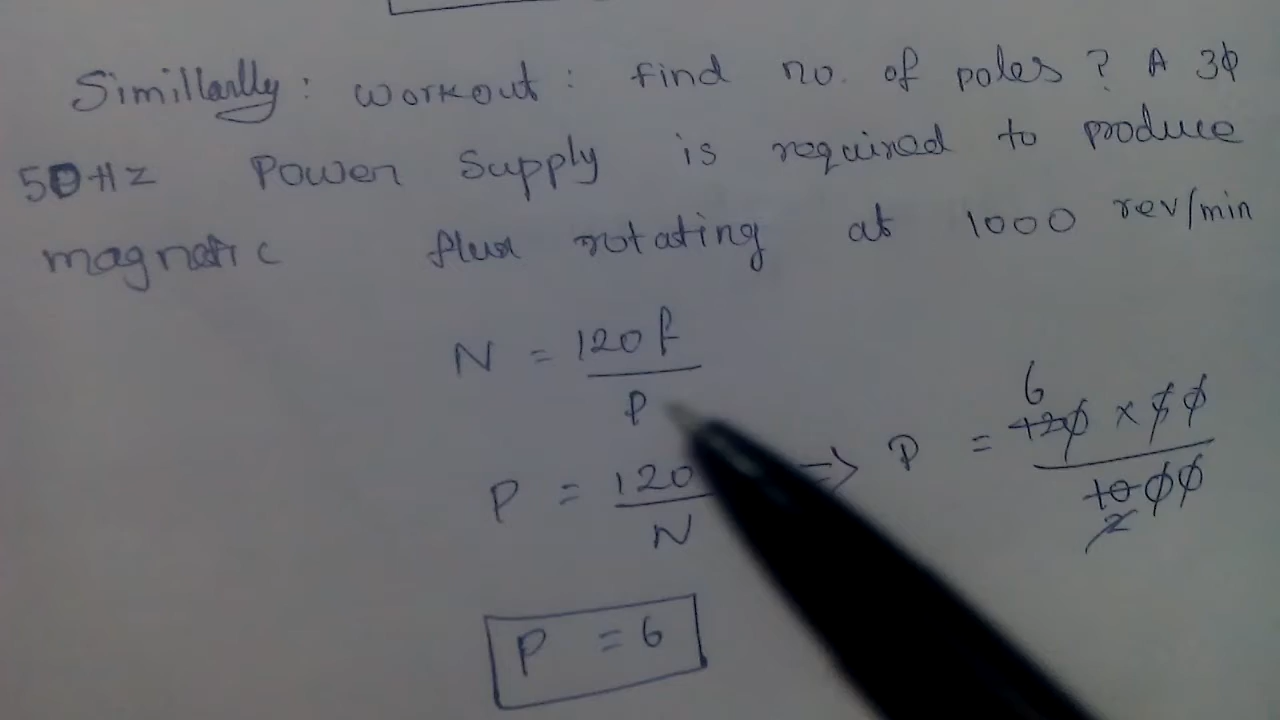 Simillarlly: workout: find no. of poles? A 3ϕ
50Hz Power Supply is required to produce
magnetic flux rotating at 1000 rev/min
N = 120f / P
P = 120 / N => P = 120 × 50 / 1000
6
2
P = 6